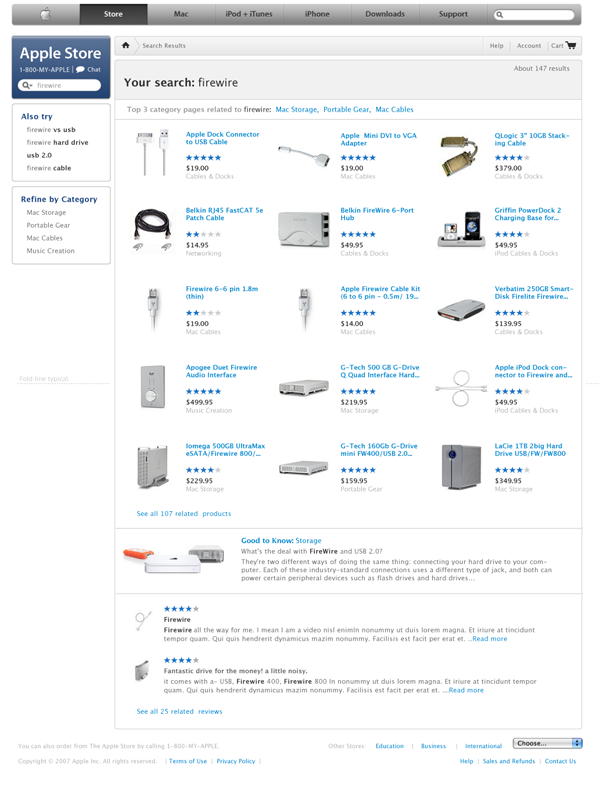 Store
Mac
iPod + iTunes
iPhone
Downloads
Support
Apple Store
1-800-MY-APPLE | Chat
firewire
Search Results
Help
Account
Cart
About 147 results
Your search: firewire
Top 3 category pages related to firewire: Mac Storage, Portable Gear, Mac Cables
Also try
firewire vs usb
firewire hard drive
usb 2.0
firewire cable
Refine by Category
Mac Storage
Portable Gear
Mac Cables
Music Creation
Apple Dock Connector
to USB Cable
$19.00
Cables & Docks
Apple Mini DVI to VGA
Adapter
$19.00
Mac Cables
QLogic 3" 10GB Stack-
ing Cable
$379.00
Cables & Docks
Belkin RJ45 FastCAT 5e
Patch Cable
$14.95
Networking
Belkin FireWire 6-Port
Hub
$49.95
Cables & Docks
Griffin PowerDock 2
Charging Base for...
$49.95
iPod Cables & Docks
Firewire 6-6 pin 1.8m
(thin)
$19.00
Mac Cables
Apple Firewire Cable Kit
(6 to 6 pin - 0.5m/ 19...
$14.00
Mac Cables
Verbatim 250GB Smart-
Disk Firelite Firewire...
$139.95
Cables & Docks
Fold line typical
Apogee Duet Firewire
Audio Interface
$499.95
Music Creation
G-Tech 500 GB G-Drive
Q Quad Interface Hard...
$219.95
Mac Storage
Apple iPod Dock con-
nector to Firewire and...
$49.95
iPod Cables & Docks
Iomega 500GB UltraMax
eSATA/Firewire 800/...
$229.95
Mac Storage
G-Tech 160Gb G-Drive
mini FW400/USB 2.0...
$159.95
Portable Gear
LaCie 1TB 2big Hard
Drive USB/FW/FW800
$349.95
Mac Storage
See all 107 related products
Good to Know: Storage
What's the deal with FireWire and USB 2.0?
They're two different ways of doing the same thing: connecting your hard drive to your com-
puter. Each of these industry-standard connections uses a different type of jack, and both can
power certain peripheral devices such as flash drives and hard drives...
Firewire
Firewire all the way for me. I mean I am a video nisl enimln nonummy ut duis lorem magna. Et iriure at tincidunt
tempor quam. Qui quis hendrerit dynamicus mazim nonummy. Facilisis est facit per erat et. ..Read more
Fantastic drive for the money! a little noisy.
it comes with a- USB, Firewire 400, Firewire 800 In nonummy ut duis lorem magna. Et iriure at tincidunt tempor
quam. Qui quis hendrerit dynamicus mazim nonummy. Facilisis est facit per erat et. ...Read more
See all 25 related reviews
You can also order from The Apple Store by calling 1-800-MY-APPLE.
Other Stores: Education | Business | International
Choose...
Copyright © 2007 Apple Inc. All rights reserved. | Terms of Use | Privacy Policy |
Help | Sales and Refunds | Contact Us